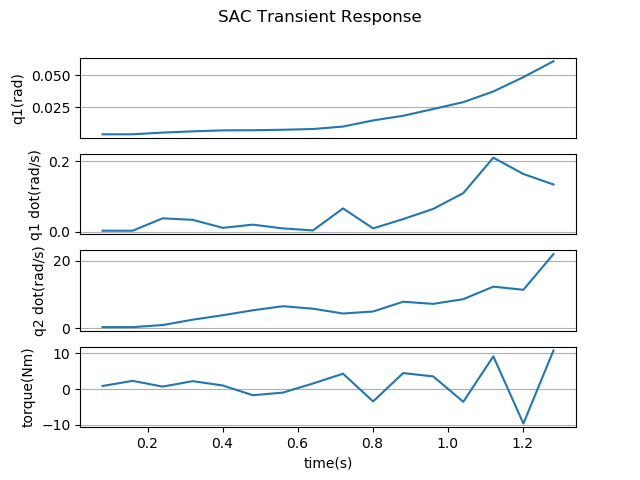 SAC Transient Response
q1(rad)
0.050
0.025
q1 dot(rad/s)
0.2
0.0
q2 dot(rad/s)
20
0
torque(Nm)
10
0
−10
0.2 0.4 0.6 0.8 1.0 1.2
time(s)